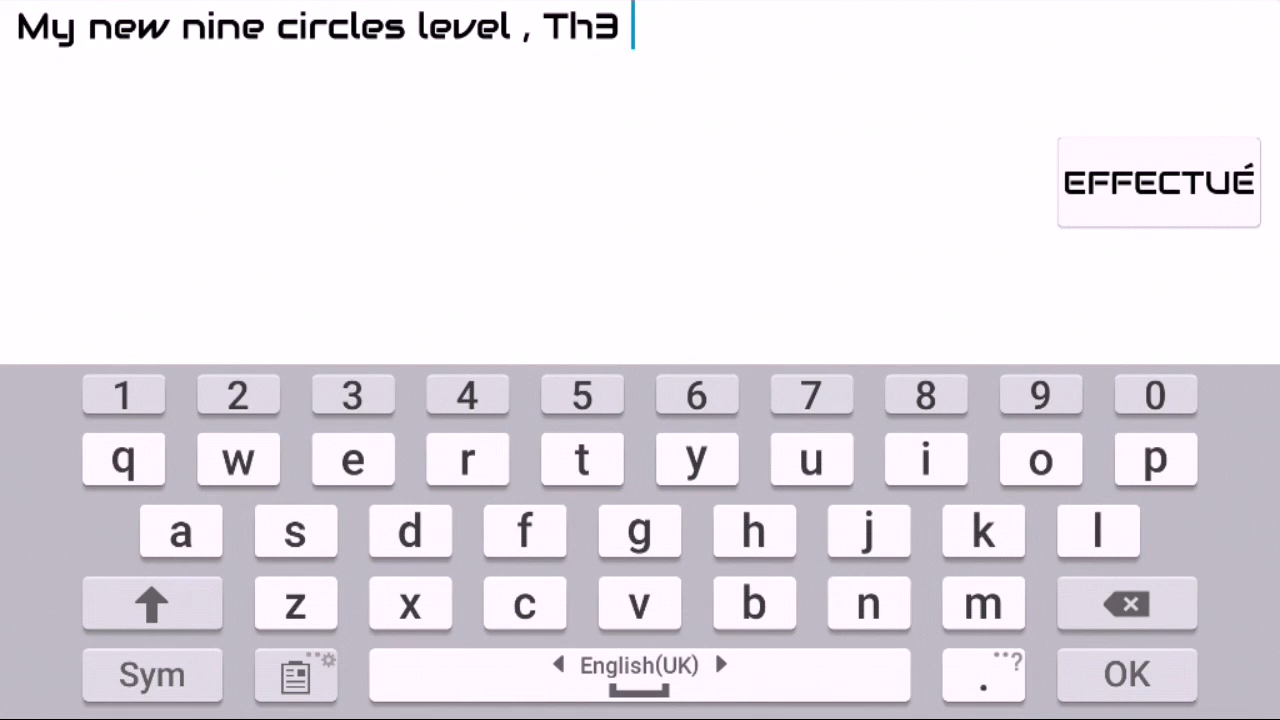 My new nine circles level , Th3
EFFECTUÉ
1 2 3 4 5 6 7 8 9 0
q w e r t y u i o p
a s d f g h j k l
z x c v b n m
Sym English(UK) . ? OK